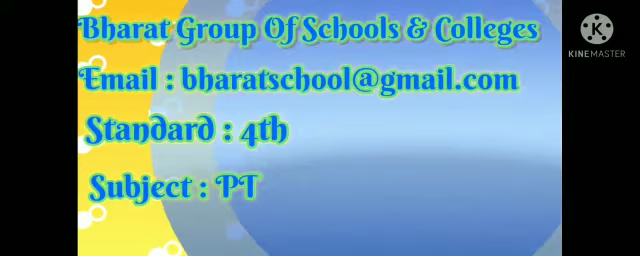 Bharat Group Of Schools & Colleges
KINEMASTER
Email : bharatschool@gmail.com
Standard : 4th
Subject : PT